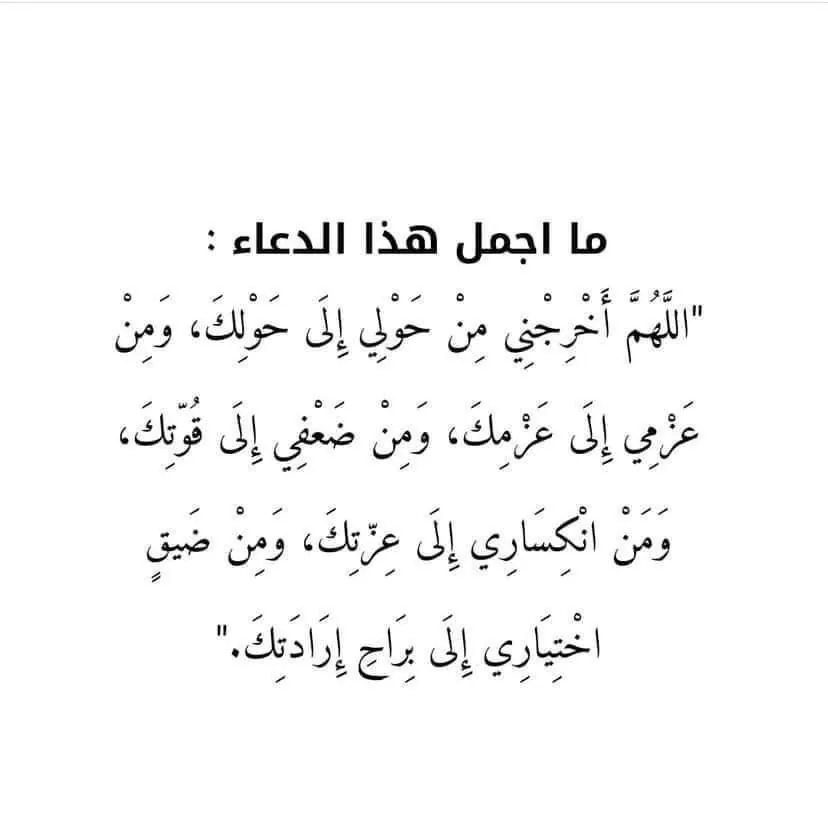 ما اجمل هذا الدعاء :
"اللَّهُمَّ أَخْرِجْنِي مِنْ حَوْلِي إِلَى حَوْلِكَ، وَمِنْ
عَزْمِي إِلَى عَزْمِكَ، وَمِنْ ضَعْفِي إِلَى قُوّتِكَ،
وَمَنْ انْكِسَارِي إِلَى عِزّتِكَ، وَمِنْ ضَيقٍ
اخْتِيَارِي إِلَى بِرَاحِ إِرَادَتِكَ."